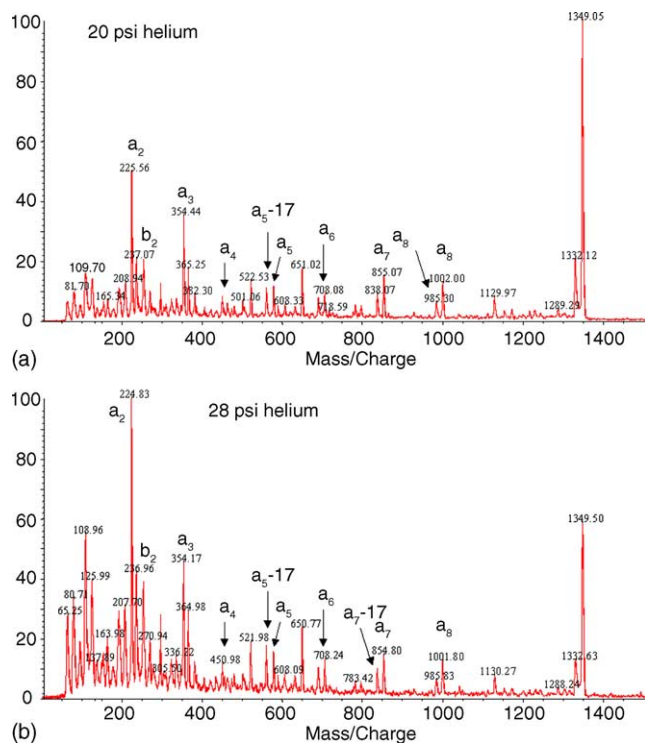 100
80
60
40
20
0
20 psi helium
1349.05
a2
225.56
a3
354.44
b2
237.07
a5-17
a5
a6
a4
a7
a8
a8
109.70
81.70
165.34
208.94
365.25
382.30
501.06
522.53
608.33
651.02
708.08
718.59
838.07
855.07
985.30
1002.00
1129.97
1289.29
1332.12
200 400 600 800 1000 1200 1400
Mass/Charge
(a)
100
80
60
40
20
0
28 psi helium
224.83
a2
1349.50
108.96
b2
236.96
a3
354.17
125.99
80.71
65.25
207.70
163.98
137.89
270.94
305.50
336.22
364.98
a4
450.98
a5-17
521.98
a5
608.09
650.77
a6
708.24
a7-17
a7
783.42
854.80
a8
985.83
1001.80
1130.27
1288.24
1332.63
200 400 600 800 1000 1200 1400
Mass/Charge
(b)